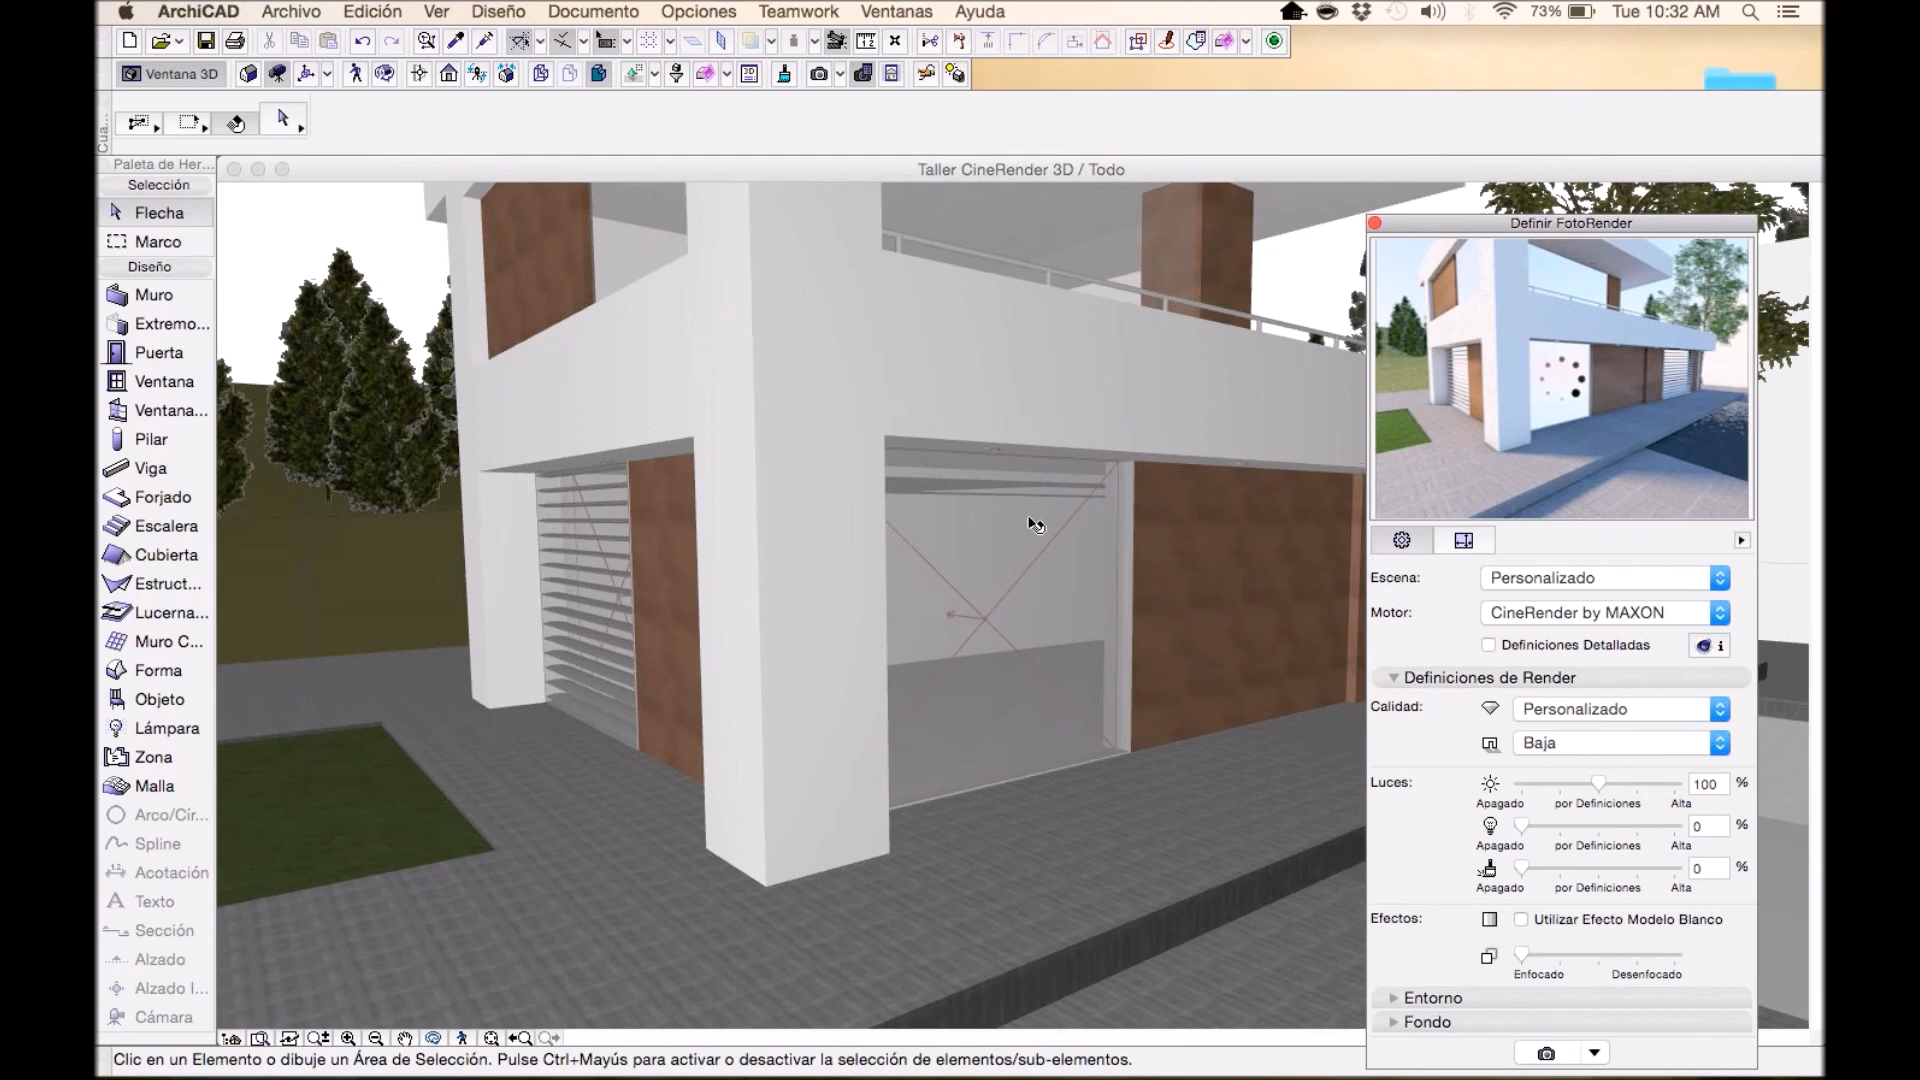 ArchiCAD Archivo Edición Ver Diseño Documento Opciones Teamwork Ventanas Ayuda 73% Tue 10:32 AM
Ventana 3D
Cua...
Paleta de Her...
Taller CineRender 3D / Todo
Selección
Flecha
Marco
Diseño
Muro
Extremo...
Puerta
Ventana
Ventana...
Pilar
Viga
Forjado
Escalera
Cubierta
Estruct...
Lucerna...
Muro C...
Forma
Objeto
Lámpara
Zona
Malla
Arco/Cír...
Spline
Acotación
Texto
Sección
Alzado
Alzado I...
Cámara
Definir FotoRender
Escena: Personalizado
Motor: CineRender by MAXON
Definiciones Detalladas i
Definiciones de Render
Calidad: Personalizado
Baja
Luces: 100 %
Apagado por Definiciones Alta
0 %
Apagado por Definiciones Alta
0 %
Apagado por Definiciones Alta
Efectos: Utilizar Efecto Modelo Blanco
Enfocado Desenfocado
Entorno
Fondo
Clic en un Elemento o dibuje un Área de Selección. Pulse Ctrl+Mayús para activar o desactivar la selección de elementos/sub-elementos.